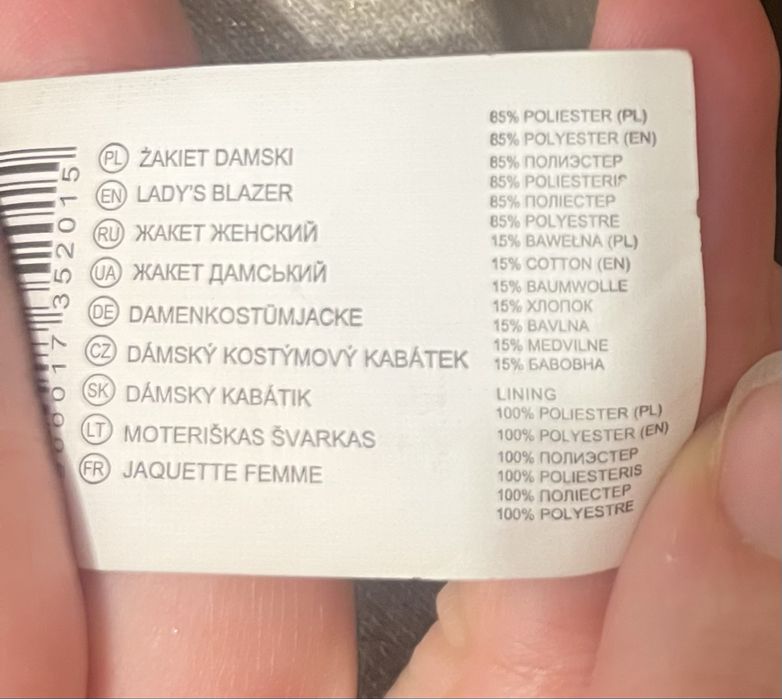 PL ŻAKIET DAMSKI
EN LADY'S BLAZER
RU ЖАКЕТ ЖЕНСКИЙ
UA ЖАКЕТ ДАМСЬКИЙ
DE DAMENKOSTÜMJACKE
CZ DÁMSKÝ KOSTÝMOVÝ KABÁTEK
SK DÁMSKY KABÁTIK
LT MOTERIŠKAS ŠVARKAS
FR JAQUETTE FEMME
85% POLIESTER (PL)
85% POLYESTER (EN)
85% ПОЛИЭСТЕР
85% POLIESTERIS
85% ПОЛІЕСТЕР
85% POLYESTRE
15% BAWEŁNA (PL)
15% COTTON (EN)
15% BAUMWOLLE
15% ХЛОПОК
15% BAVLNA
15% MEDVILNE
15% БАВОВНА
LINING
100% POLIESTER (PL)
100% POLYESTER (EN)
100% ПОЛИЭСТЕР
100% POLIESTERIS
100% ПОЛІЕСТЕР
100% POLYESTRE